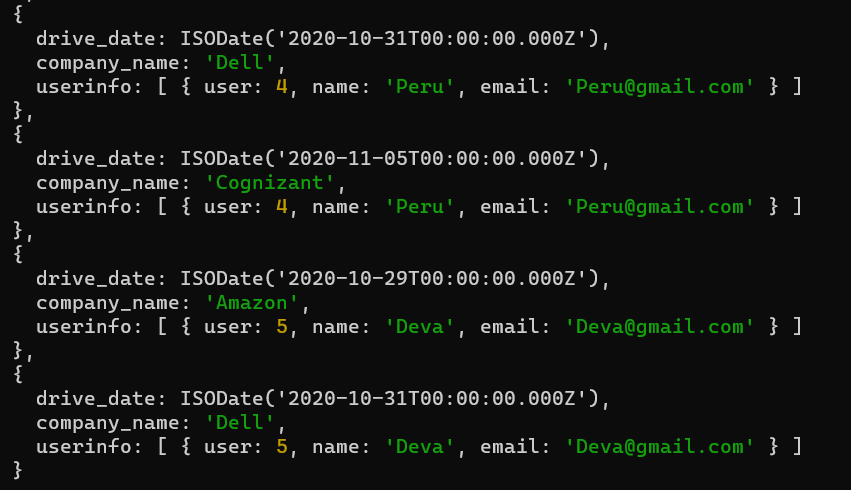 {
  drive_date: ISODate('2020-10-31T00:00:00.000Z'),
  company_name: 'Dell',
  userinfo: [ { user: 4, name: 'Peru', email: 'Peru@gmail.com' } ]
},
{
  drive_date: ISODate('2020-11-05T00:00:00.000Z'),
  company_name: 'Cognizant',
  userinfo: [ { user: 4, name: 'Peru', email: 'Peru@gmail.com' } ]
},
{
  drive_date: ISODate('2020-10-29T00:00:00.000Z'),
  company_name: 'Amazon',
  userinfo: [ { user: 5, name: 'Deva', email: 'Deva@gmail.com' } ]
},
{
  drive_date: ISODate('2020-10-31T00:00:00.000Z'),
  company_name: 'Dell',
  userinfo: [ { user: 5, name: 'Deva', email: 'Deva@gmail.com' } ]
}